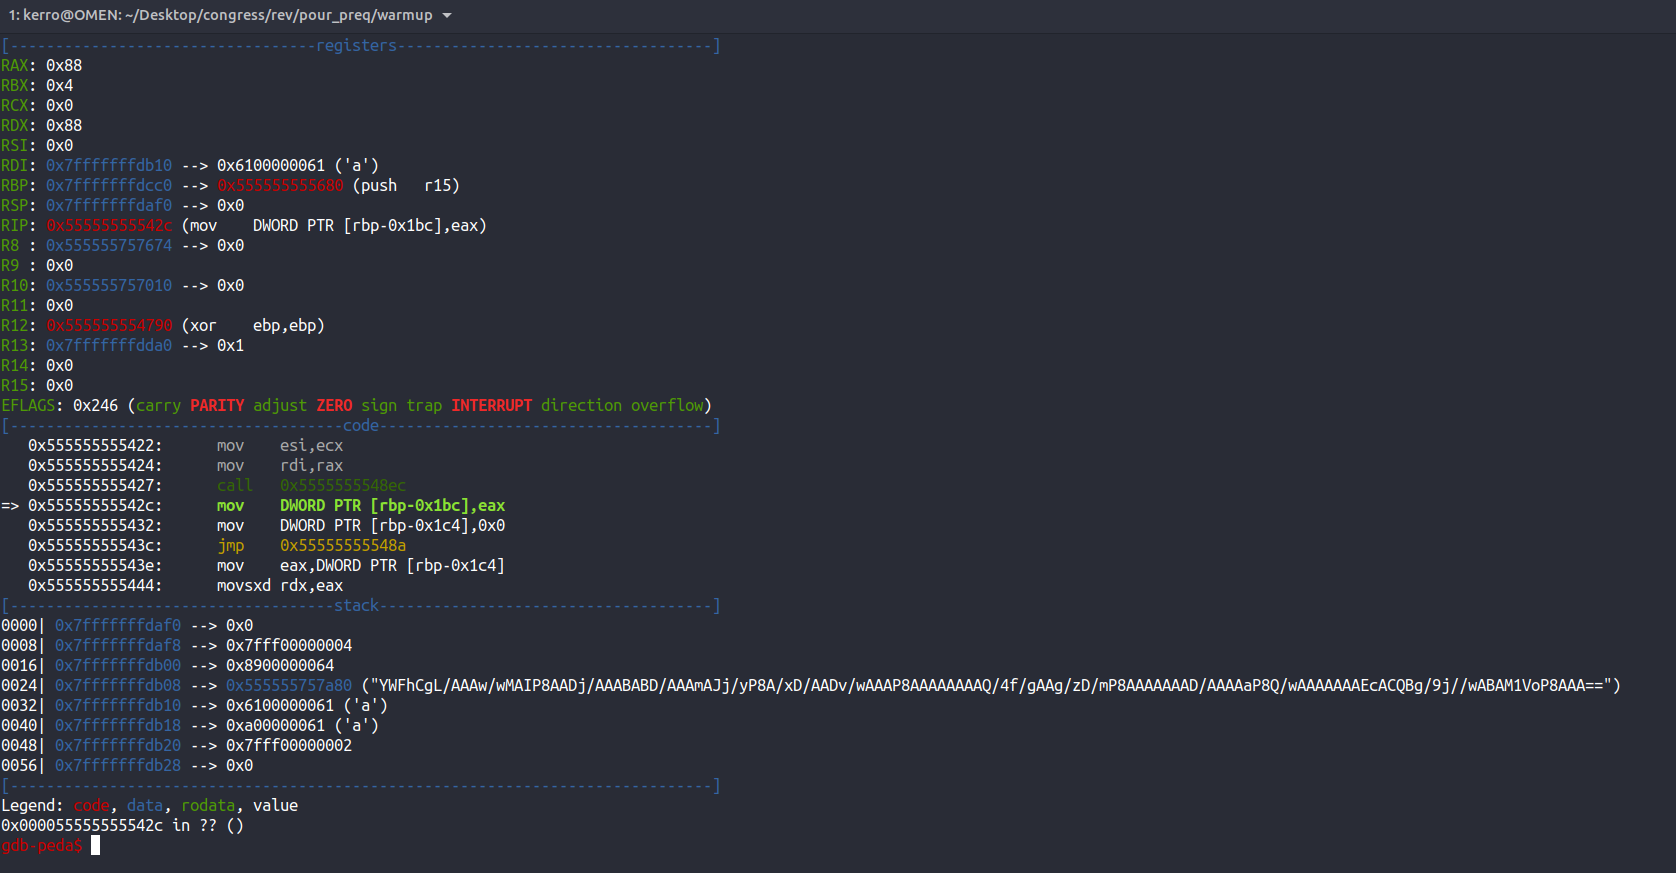 1: kerro@OMEN: ~/Desktop/congress/rev/pour_preq/warmup
[----------------------------------registers-----------------------------------]
RAX: 0x88
RBX: 0x4
RCX: 0x0
RDX: 0x88
RSI: 0x0
RDI: 0x7fffffffdb10 --> 0x6100000061 ('a')
RBP: 0x7fffffffdcc0 --> 0x555555555680 (push   r15)
RSP: 0x7fffffffdaf0 --> 0x0
RIP: 0x55555555542c (mov    DWORD PTR [rbp-0x1bc],eax)
R8 : 0x555555757674 --> 0x0
R9 : 0x0
R10: 0x555555757010 --> 0x0
R11: 0x0
R12: 0x555555554790 (xor    ebp,ebp)
R13: 0x7fffffffdda0 --> 0x1
R14: 0x0
R15: 0x0
EFLAGS: 0x246 (carry PARITY adjust ZERO sign trap INTERRUPT direction overflow)
[-------------------------------------code-------------------------------------]
   0x555555555422:	mov    esi,ecx
   0x555555555424:	mov    rdi,rax
   0x555555555427:	call   0x5555555548ec
=> 0x55555555542c:	mov    DWORD PTR [rbp-0x1bc],eax
   0x555555555432:	mov    DWORD PTR [rbp-0x1c4],0x0
   0x55555555543c:	jmp    0x55555555548a
   0x55555555543e:	mov    eax,DWORD PTR [rbp-0x1c4]
   0x555555555444:	movsxd rdx,eax
[------------------------------------stack-------------------------------------]
0000| 0x7fffffffdaf0 --> 0x0
0008| 0x7fffffffdaf8 --> 0x7fff00000004
0016| 0x7fffffffdb00 --> 0x8900000064
0024| 0x7fffffffdb08 --> 0x555555757a80 ("YWFhCgL/AAAw/wMAIP8AADj/AAABABD/AAAmAJj/yP8A/xD/AADv/wAAAP8AAAAAAAAQ/4f/gAAg/zD/mP8AAAAAAAD/AAAAaP8Q/wAAAAAAAEcACQBg/9j//wABAM1VoP8AAA==")
0032| 0x7fffffffdb10 --> 0x6100000061 ('a')
0040| 0x7fffffffdb18 --> 0xa00000061 ('a')
0048| 0x7fffffffdb20 --> 0x7fff00000002
0056| 0x7fffffffdb28 --> 0x0
[------------------------------------------------------------------------------]
Legend: code, data, rodata, value
0x000055555555542c in ?? ()
gdb-peda$